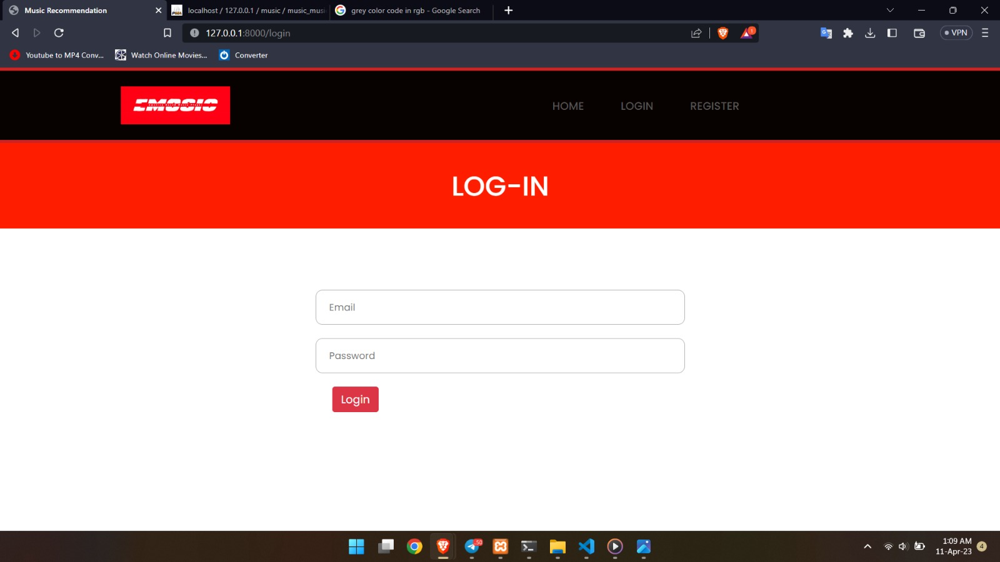 Music Recommendation
localhost / 127.0.0.1 / music / music_musi
grey color code in rgb - Google Search
127.0.0.1:8000/login
1
VPN
Youtube to MP4 Conv...
Watch Online Movies...
Converter
EMOGIC
HOME
LOGIN
REGISTER
LOG-IN
Email
Password
Login
50
1:09 AM
11-Apr-23
4